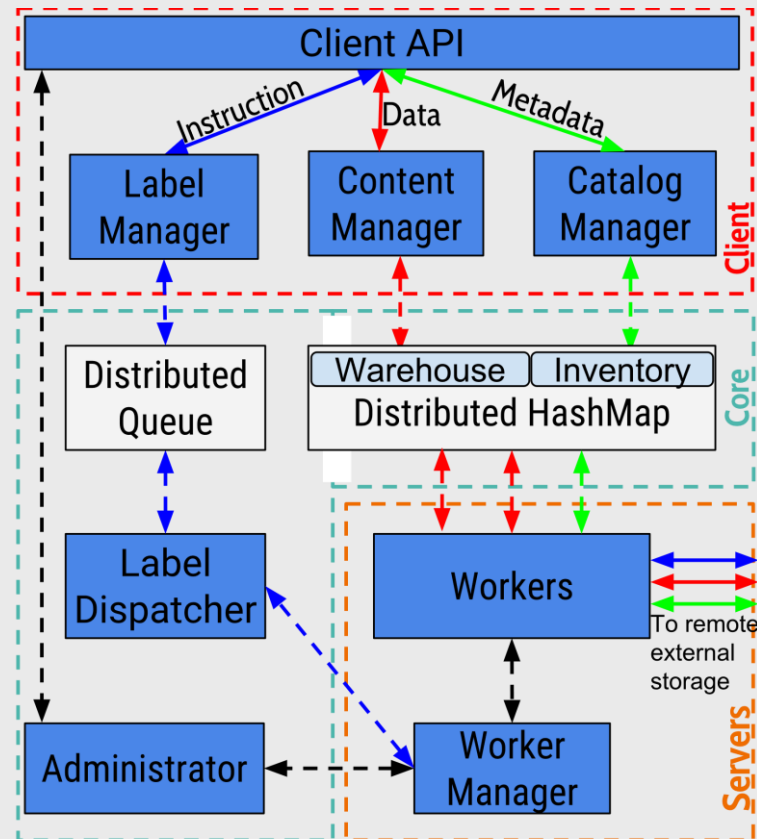 Client API
Instruction
Data
Metadata
Label
Manager
Content
Manager
Catalog
Manager
Client
Distributed
Queue
Warehouse
Inventory
Distributed HashMap
Core
Label
Dispatcher
Workers
To remote
external
storage
Administrator
Worker
Manager
Servers